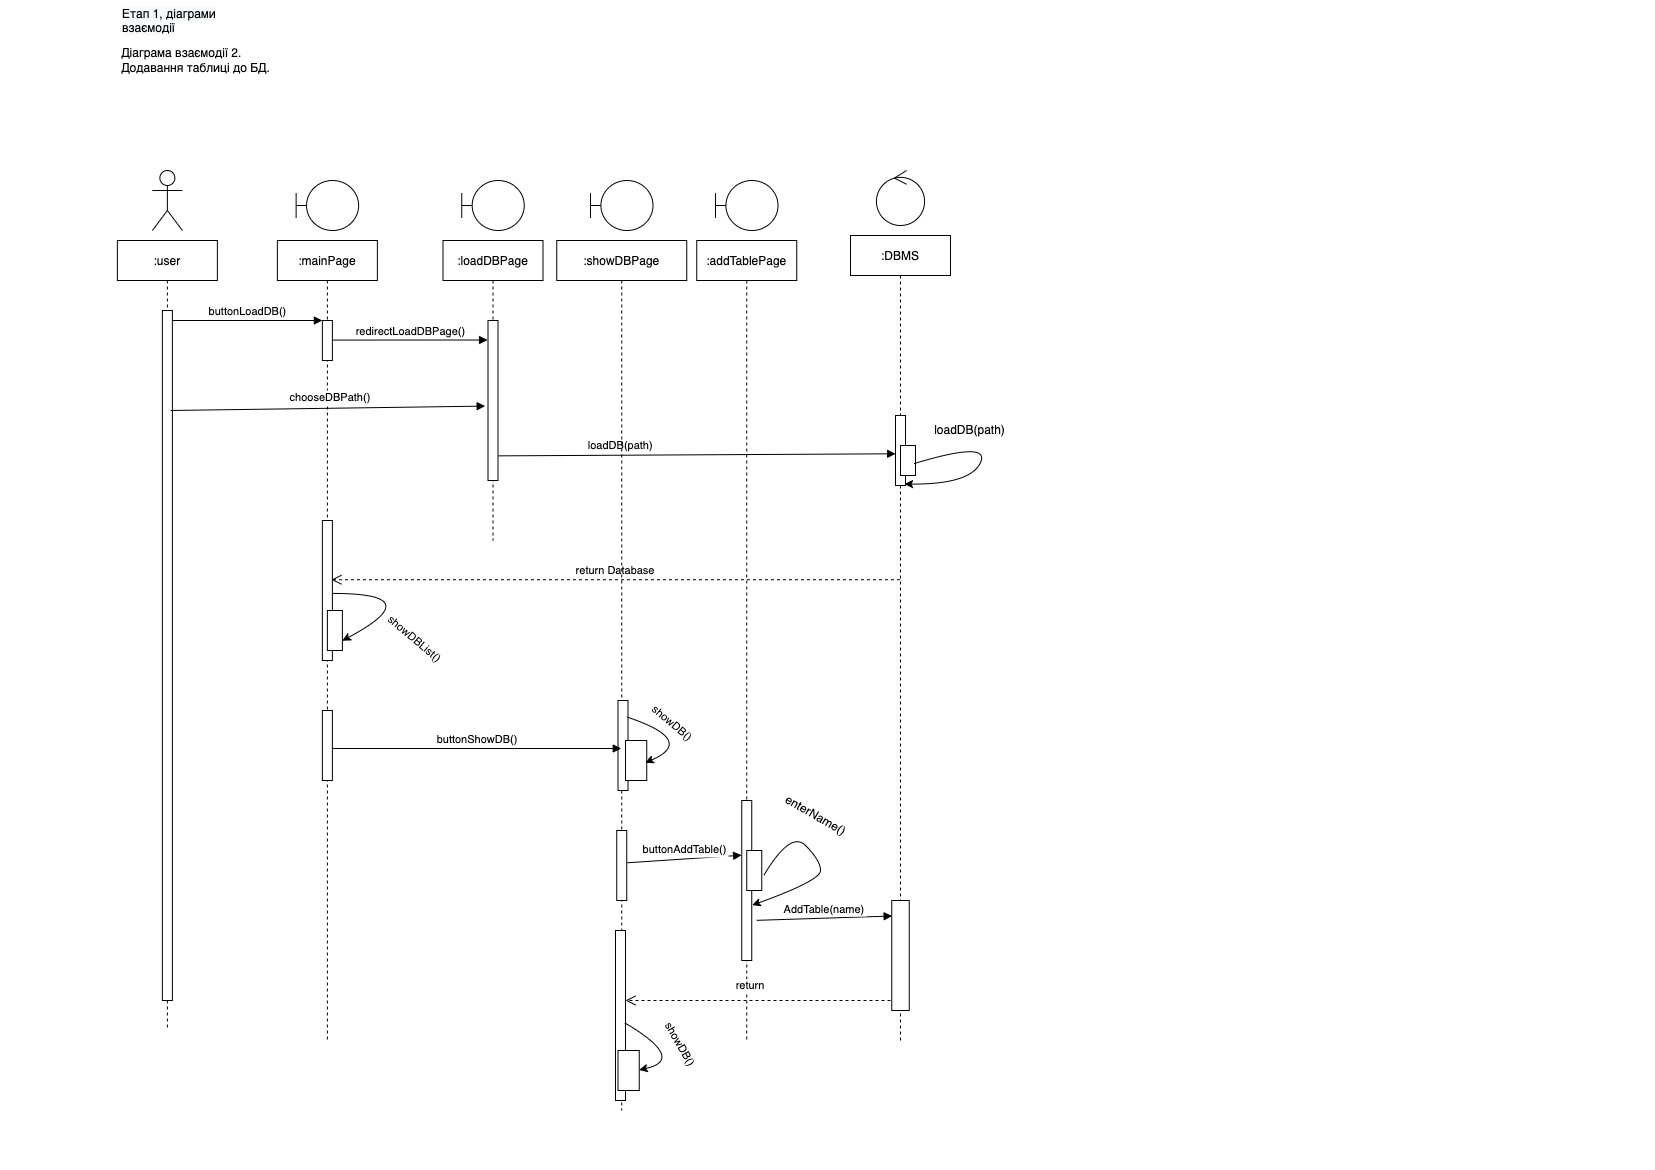 Етап 1, діаграми
взаємодії
Діаграма взаємодії 2.
Додавання таблиці до БД.
:user
:mainPage
:loadDBPage
:showDBPage
:addTablePage
:DBMS
buttonLoadDB()
redirectLoadDBPage()
chooseDBPath()
loadDB(path)
loadDB(path)
return Database
showDBList()
showDB()
buttonShowDB()
enterName()
buttonAddTable()
AddTable(name)
return
showDB()